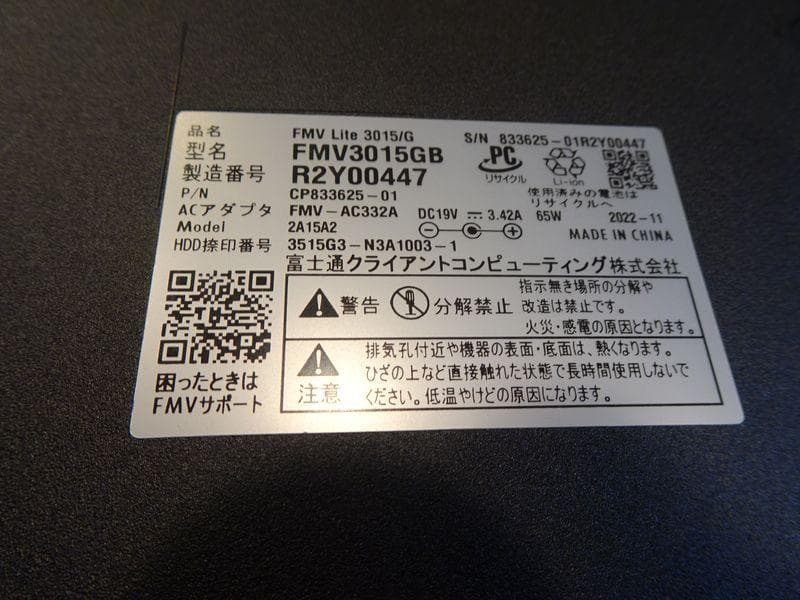 品名 FMV Lite 3015/G S/N 833625-01R2Y00447
型名 FMV3015GB
製造番号 R2Y00447
P/N CP833625-01
PC
リサイクル
Li-ion
使用済みの電池は
リサイクルへ
ACアダプタ FMV-AC332A DC19V 3.42A 65W 2022-11
Model 2A15A2
MADE IN CHINA
HDD捺印番号 3515G3-N3A1003-1
富士通クライアントコンピューティング株式会社
警告 分解禁止
指示無き場所の分解や
改造は禁止です。
火災・感電の原因となります。
注意
排気孔付近や機器の表面・底面は、熱くなります。
ひざの上など直接触れた状態で長時間使用しないで
ください。低温やけどの原因になります。
困ったときは
FMVサポート